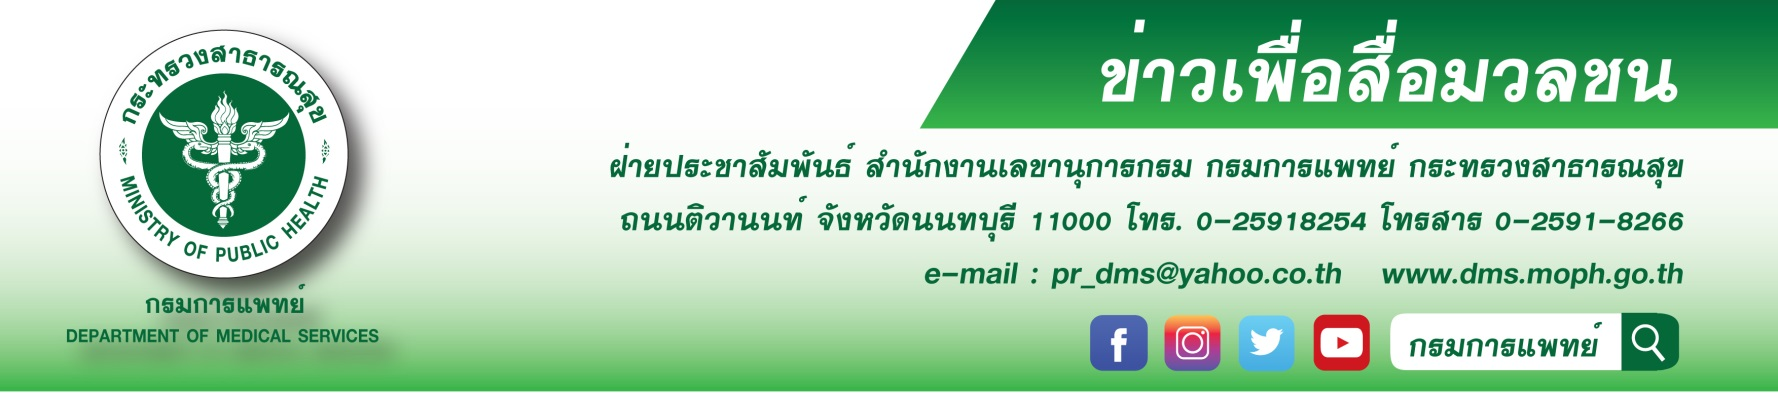 กระทรวงสาธารณสุข
MINISTRY OF PUBLIC HEALTH
กรมการแพทย์
DEPARTMENT OF MEDICAL SERVICES
ข่าวเพื่อสื่อมวลชน
ฝ่ายประชาสัมพันธ์ สำนักงานเลขานุการกรม กรมการแพทย์ กระทรวงสาธารณสุข
ถนนติวานนท์ จังหวัดนนทบุรี 11000 โทร. 0-25918254 โทรสาร 0-2591-8266
e-mail : pr_dms@yahoo.co.th www.dms.moph.go.th
กรมการแพทย์